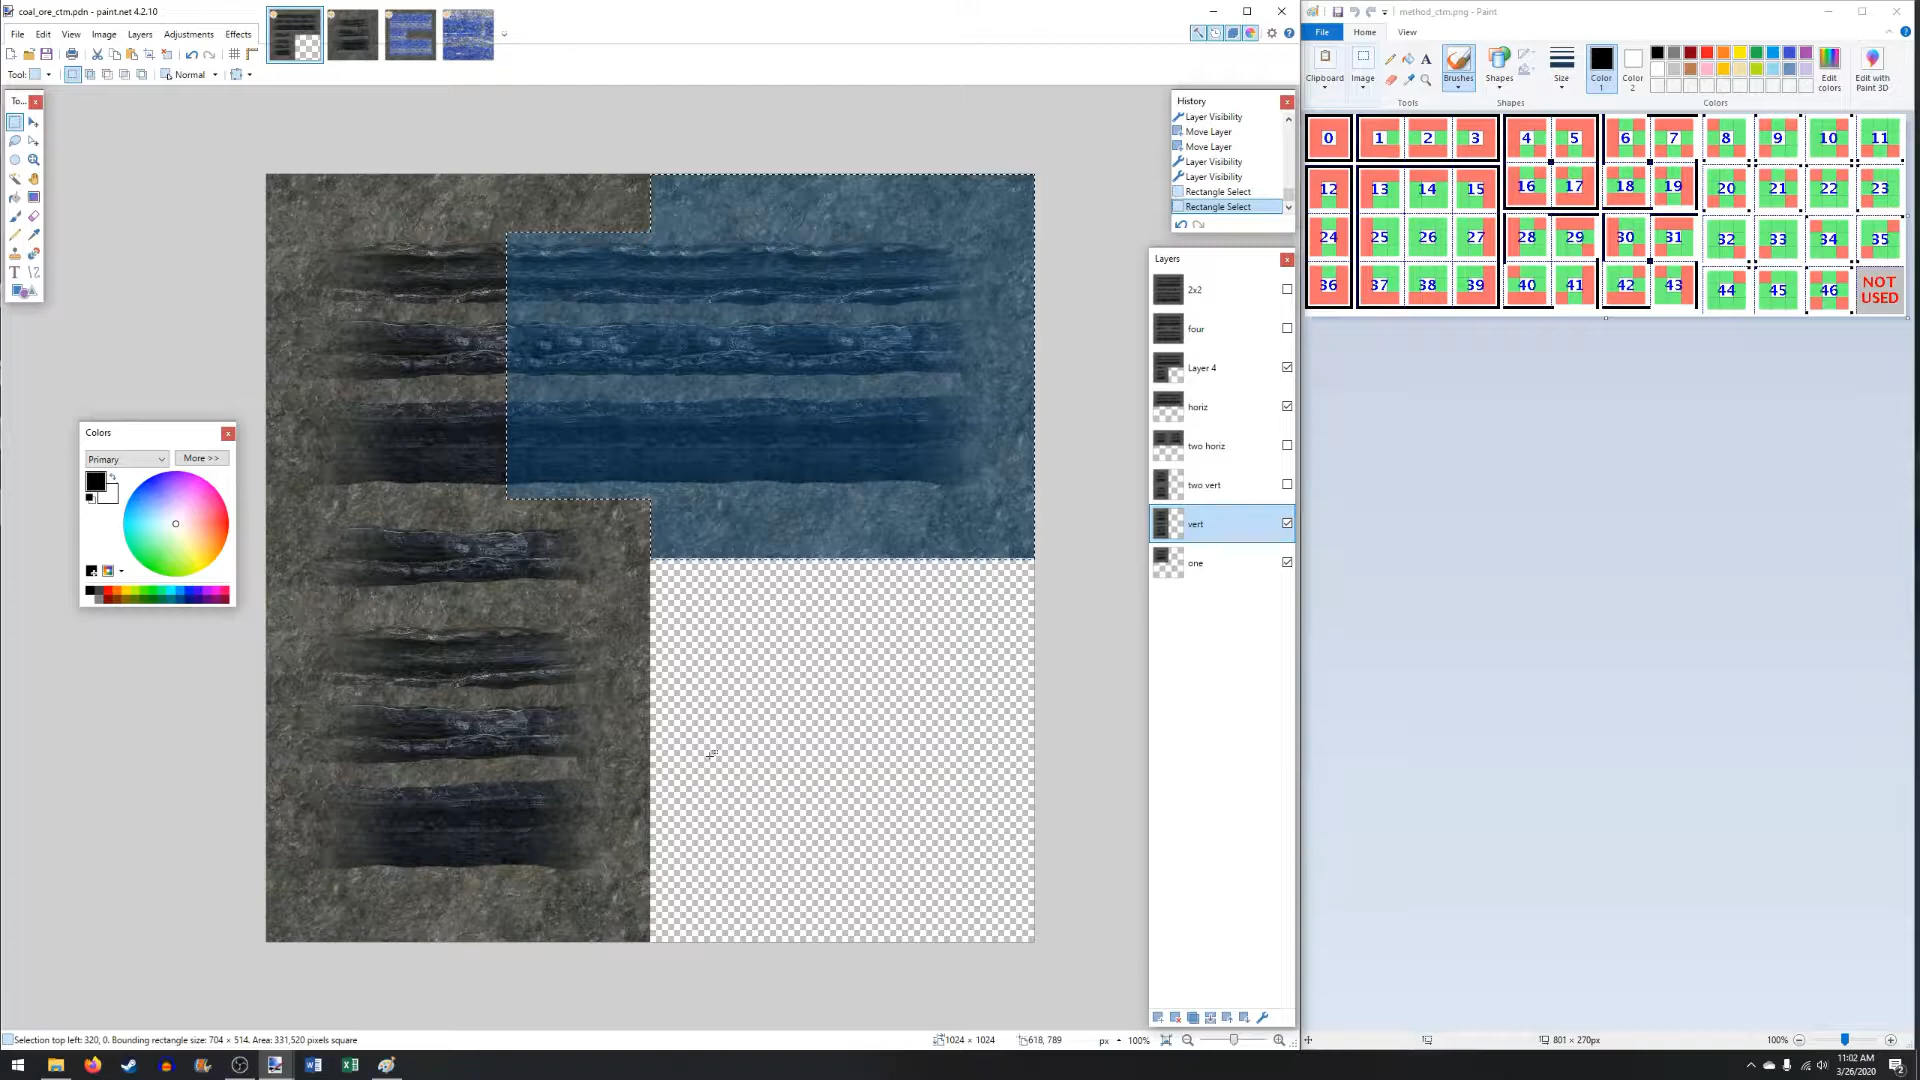 coal_ore_ctm.pdn - paint.net 4.2.10
File Edit View Image Layers Adjustments Effects
Tool: Normal
To...
History
Layer Visibility
Move Layer
Move Layer
Layer Visibility
Layer Visibility
Rectangle Select
Rectangle Select
Layers
2x2
four
Layer 4
horiz
two horiz
two vert
vert
one
Colors
Primary More >>
Selection top left: 320, 0. Bounding rectangle size: 704 × 514. Area: 331,520 pixels square
1024 × 1024 618, 789 px 100%
method_ctm.png - Paint
File Home View
Clipboard Image Brushes Shapes Size Color 1 Color 2 Edit colors Edit with Paint 3D
Tools Shapes Colors
0 1 2 3 4 5 6 7 8 9 10 11
12 13 14 15 16 17 18 19 20 21 22 23
24 25 26 27 28 29 30 31 32 33 34 35
36 37 38 39 40 41 42 43 44 45 46 NOT USED
801 × 270px 100%
11:02 AM
3/26/2020